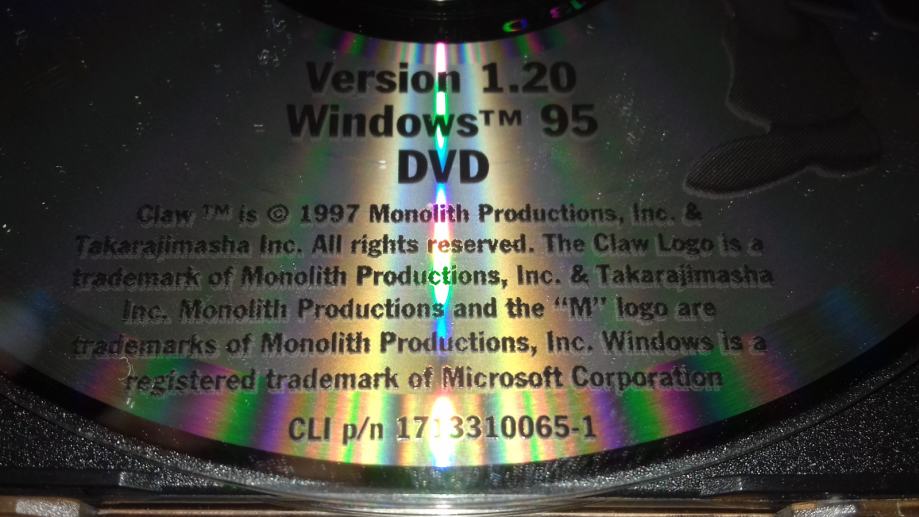 Version 1.20
Windows™ 95
DVD
Claw ™ is © 1997 Monolith Productions, Inc. &
Takarajimasha Inc. All rights reserved. The Claw Logo is a
trademark of Monolith Productions, Inc. & Takarajimasha
Inc. Monolith Productions and the “M” logo are
trademarks of Monolith Productions, Inc. Windows is a
registered trademark of Microsoft Corporation
CLI p/n